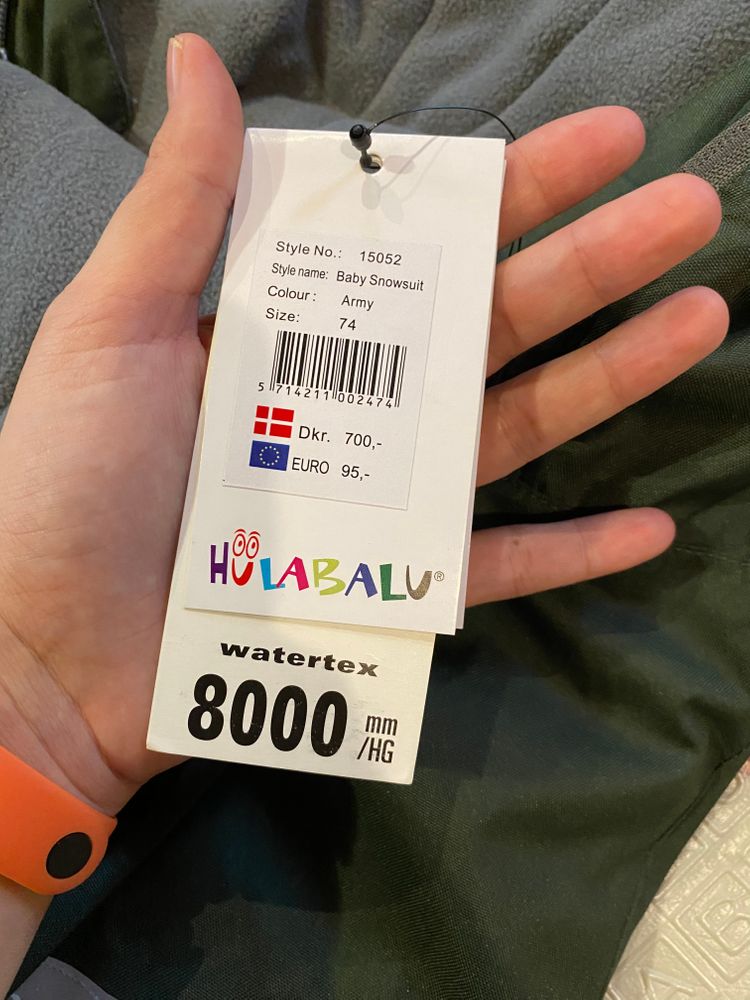 Style No.: 15052
Style name: Baby Snowsuit
Colour : Army
Size: 74
5 714211 002474
Dkr. 700,-
EURO 95,-
HULABALU®
watertex
8000 mm
/HG